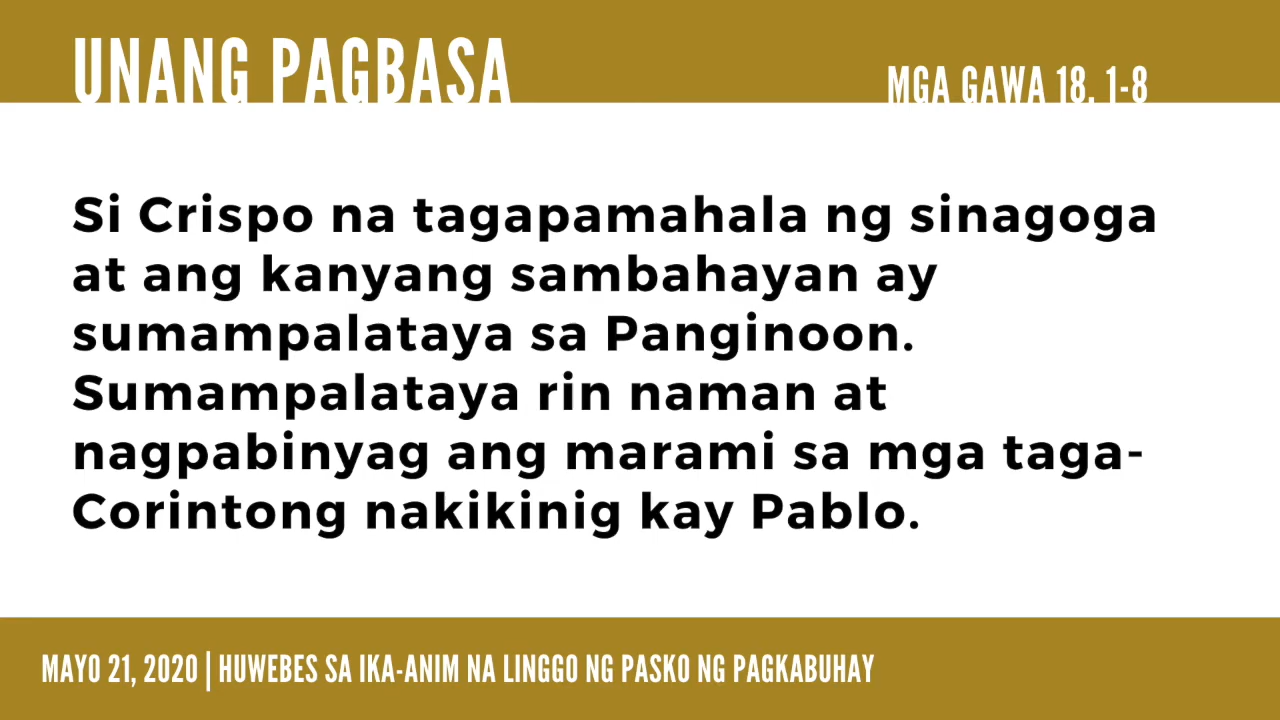 UNANG PAGBASA
MGA GAWA 18, 1-8
Si Crispo na tagapamahala ng sinagoga
at ang kanyang sambahayan ay
sumampalataya sa Panginoon.
Sumampalataya rin naman at
nagpabinyag ang marami sa mga taga-
Corintong nakikinig kay Pablo.
MAYO 21, 2020 | HUWEBES SA IKA-ANIM NA LINGGO NG PASKO NG PAGKABUHAY